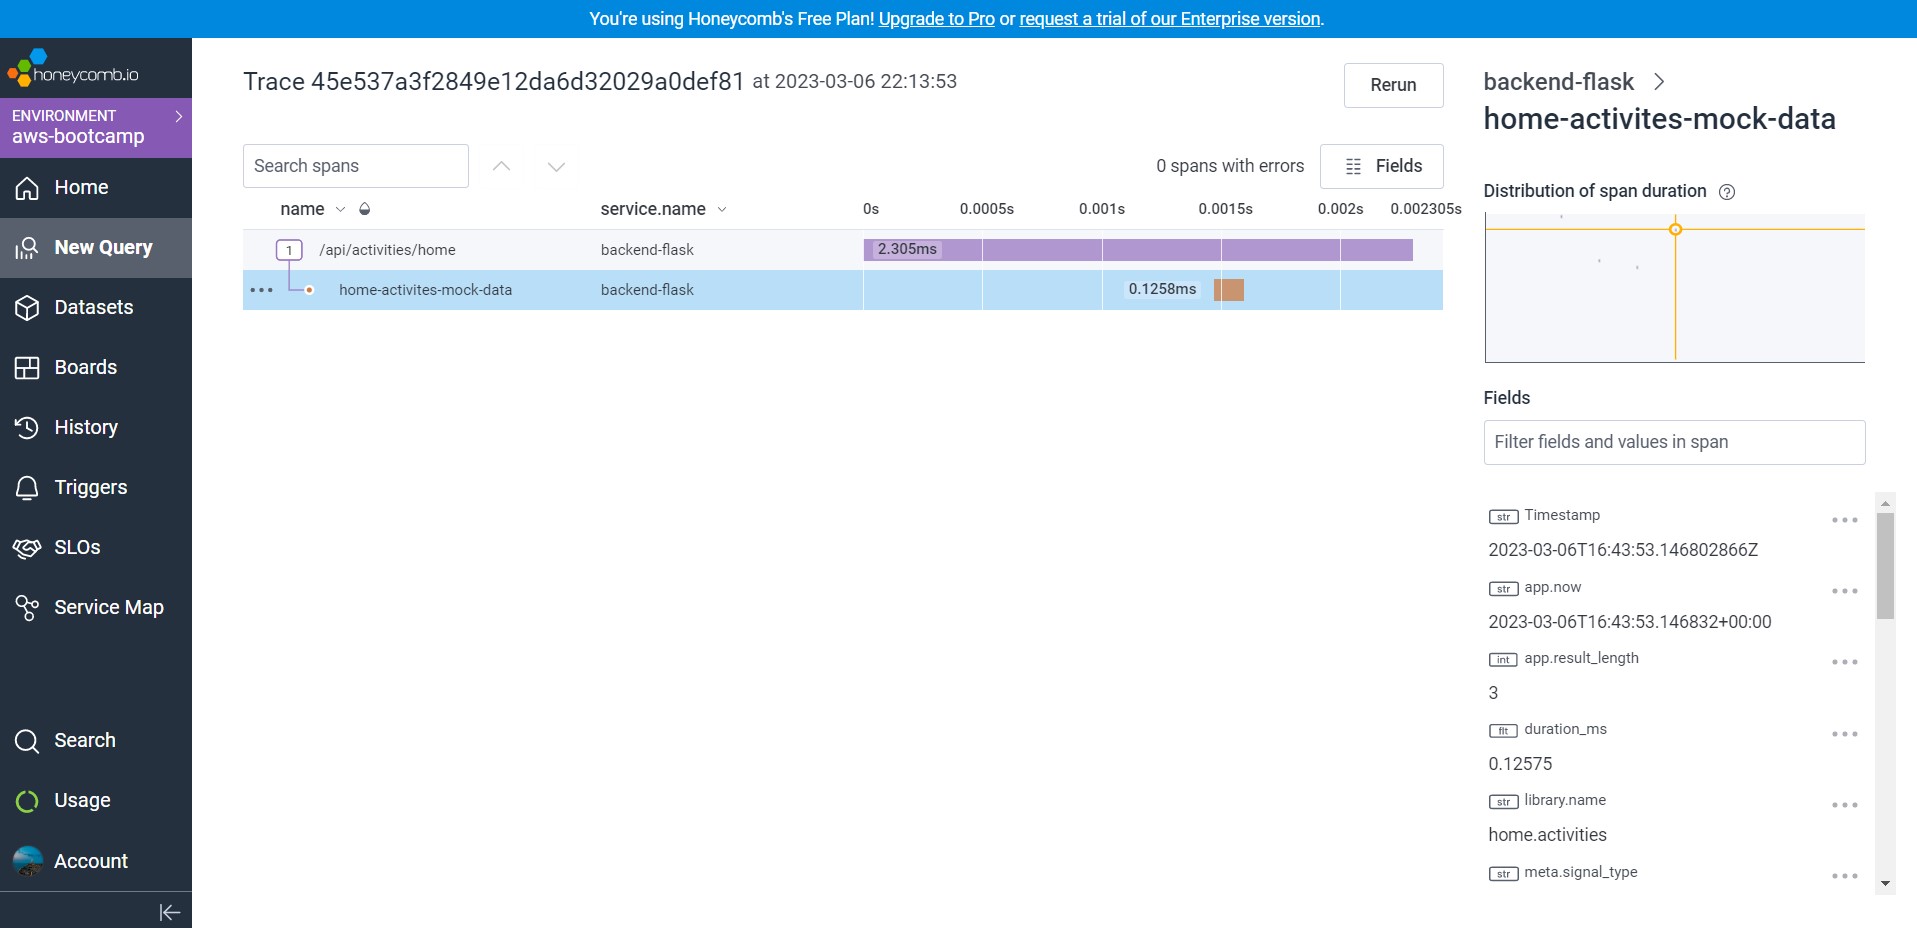 You're using Honeycomb's Free Plan! Upgrade to Pro or request a trial of our Enterprise version.
honeycomb.io
ENVIRONMENT
aws-bootcamp
Home
New Query
Datasets
Boards
History
Triggers
SLOs
Service Map
Search
Usage
Account
Trace 45e537a3f2849e12da6d32029a0def81 at 2023-03-06 22:13:53
Rerun
Search spans
0 spans with errors
Fields
name service.name 0s 0.0005s 0.001s 0.0015s 0.002s 0.002305s
1 /api/activities/home backend-flask 2.305ms
home-activites-mock-data backend-flask 0.1258ms
backend-flask
home-activites-mock-data
Distribution of span duration ?
Fields
Filter fields and values in span
str Timestamp
2023-03-06T16:43:53.146802866Z
str app.now
2023-03-06T16:43:53.146832+00:00
int app.result_length
3
flt duration_ms
0.12575
str library.name
home.activities
str meta.signal_type